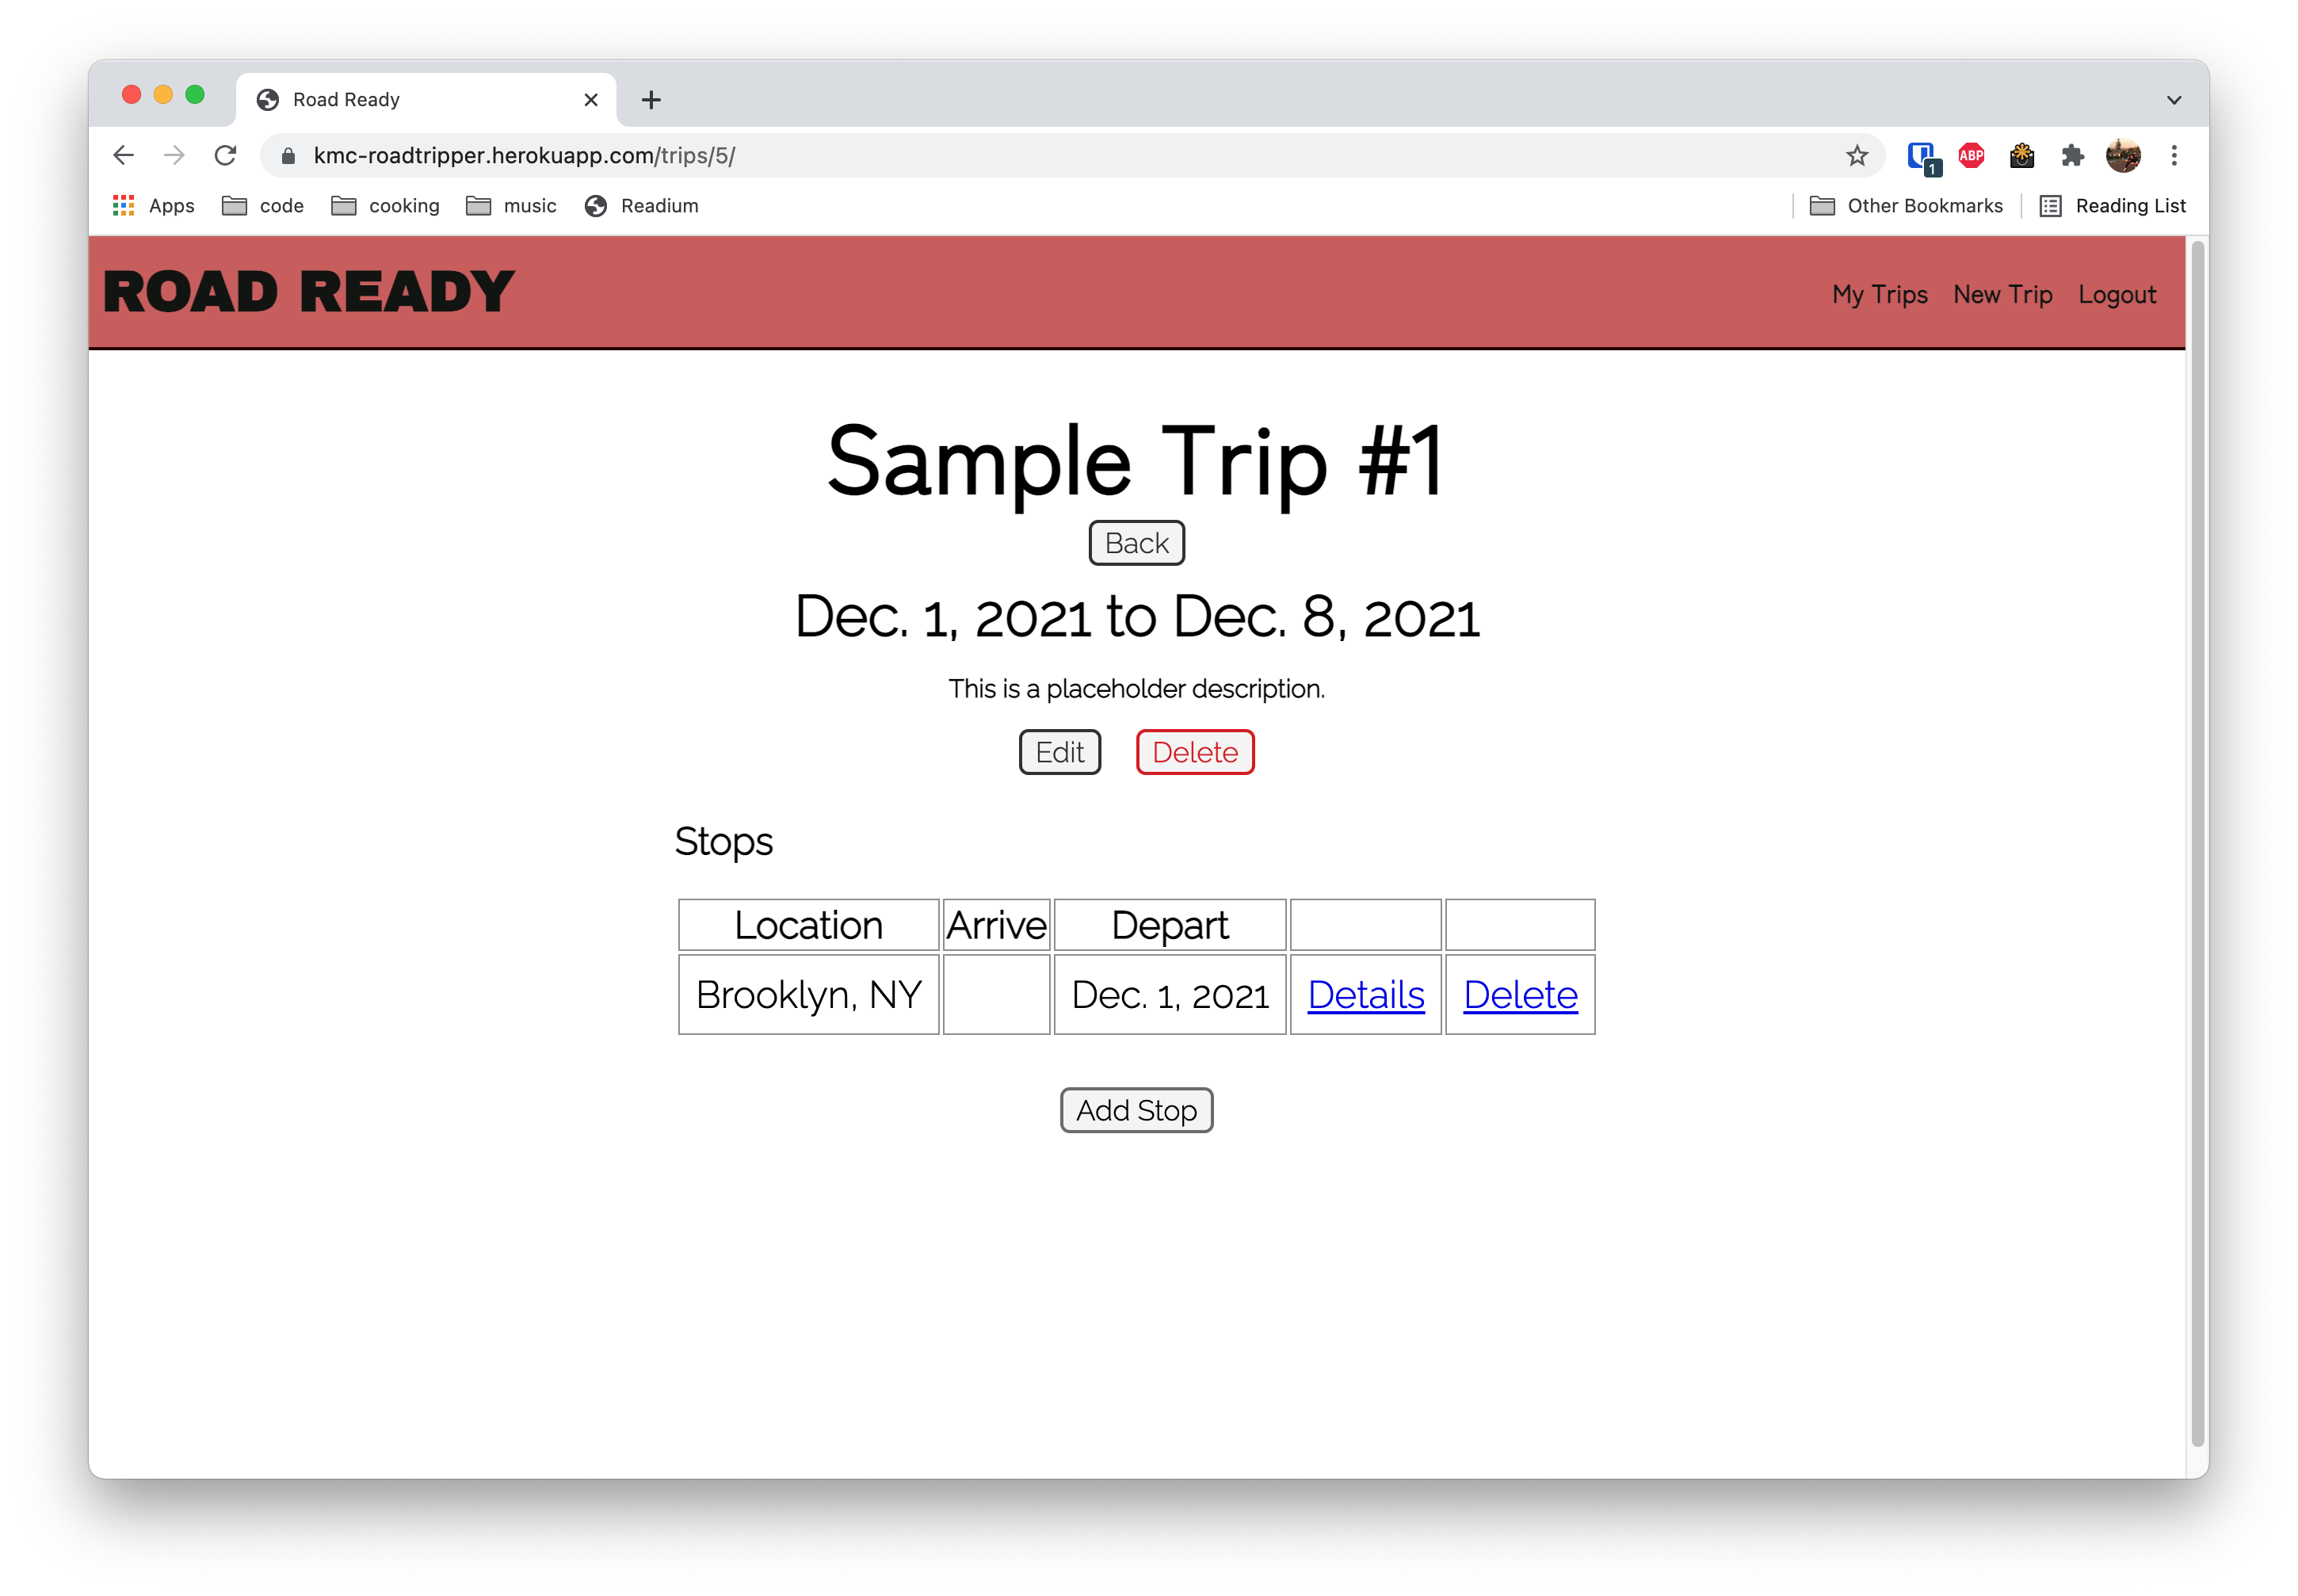 Road Ready
kmc-roadtripper.herokuapp.com/trips/5/
1
ABP
Apps code cooking music Readium Other Bookmarks Reading List
ROAD READY My Trips New Trip Logout
Sample Trip #1
Back
Dec. 1, 2021 to Dec. 8, 2021
This is a placeholder description.
Edit Delete
Stops
Location Arrive Depart
Brooklyn, NY Dec. 1, 2021 Details Delete
Add Stop